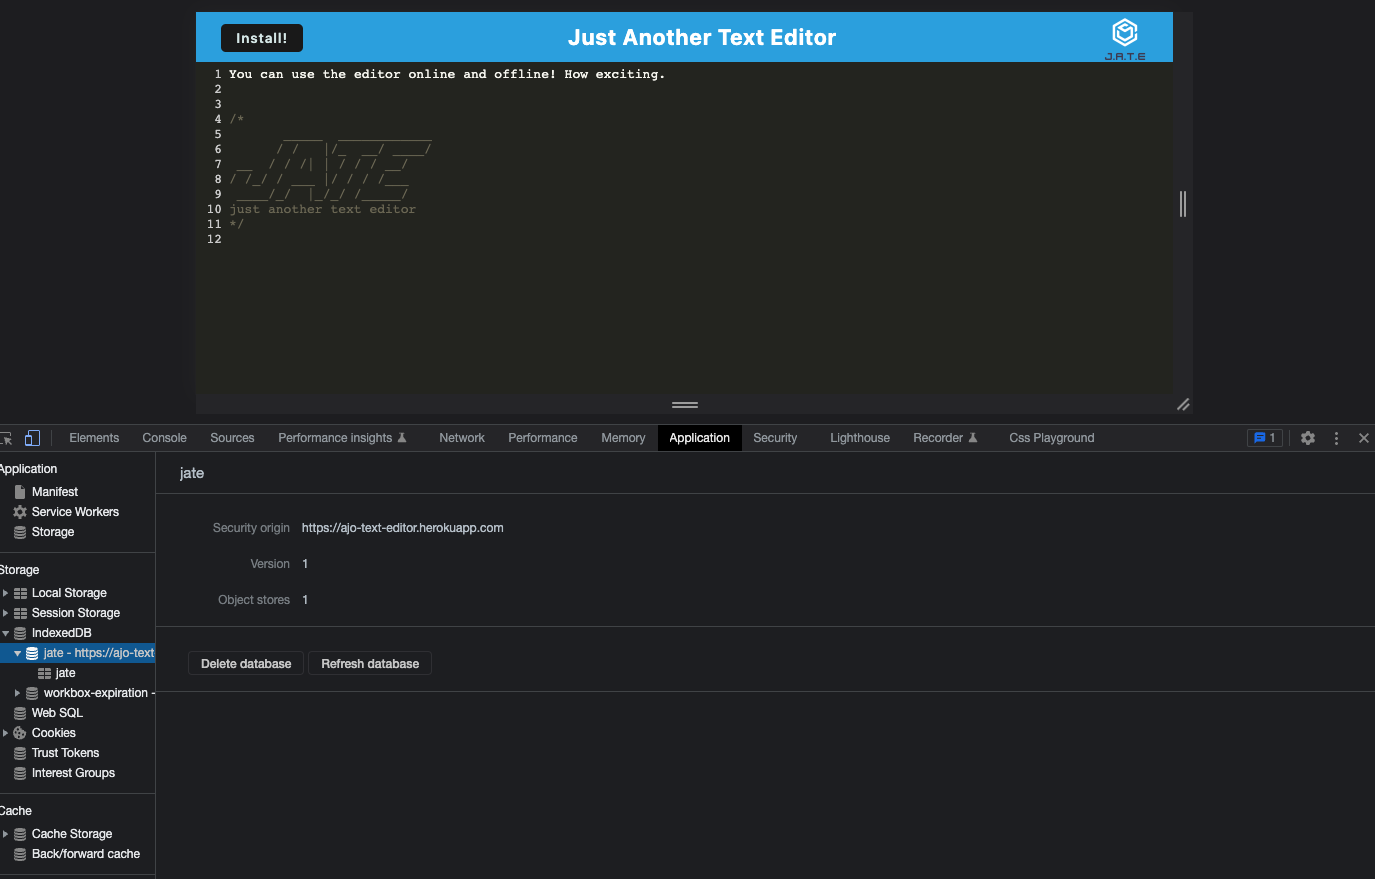 Install!
Just Another Text Editor
J.A.T.E
1 You can use the editor online and offline! How exciting.
2
3
4 /*
5        _____  ____________
6       / /   |/_  __/ ____/
7  __  / / /| | / / / __/
8 / /_/ / ___ |/ / / /___
9  ____/_/  |_/_/ /_____/
10 just another text editor
11 */
12
Elements Console Sources Performance insights Network Performance Memory Application Security Lighthouse Recorder Css Playground 1
Application
Manifest
Service Workers
Storage
Storage
Local Storage
Session Storage
IndexedDB
jate - https://ajo-text
jate
workbox-expiration -
Web SQL
Cookies
Trust Tokens
Interest Groups
Cache
Cache Storage
Back/forward cache
jate
Security origin https://ajo-text-editor.herokuapp.com
Version 1
Object stores 1
Delete database Refresh database